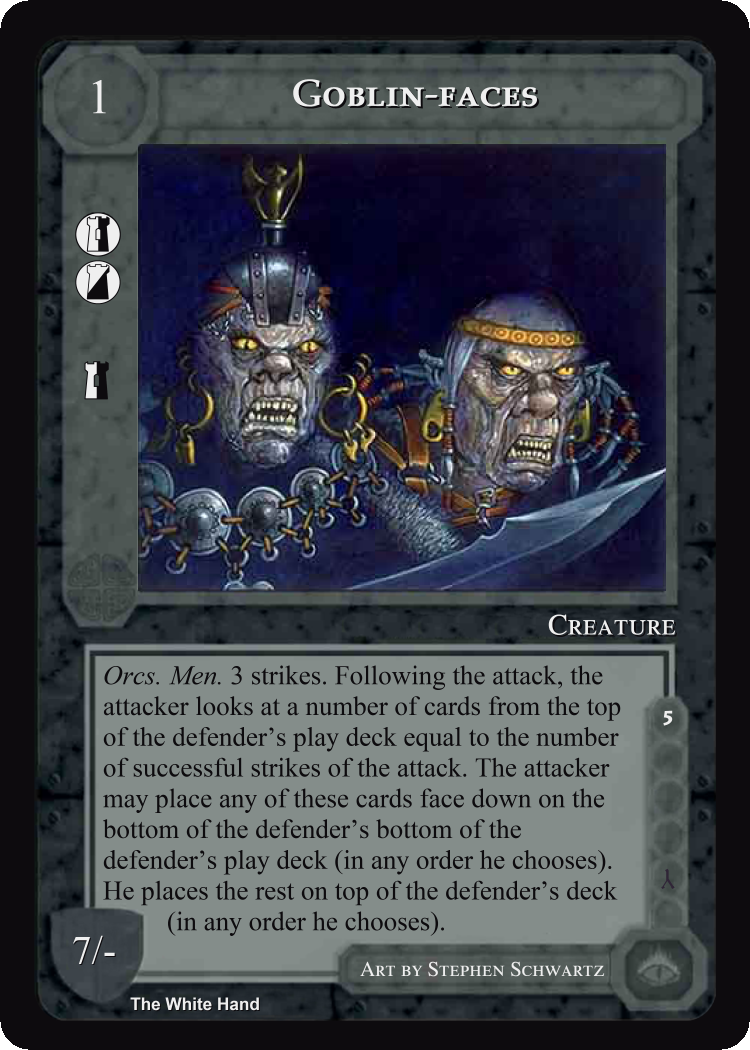 1
Goblin-faces
Creature
Orcs. Men. 3 strikes. Following the attack, the
attacker looks at a number of cards from the top
of the defender's play deck equal to the number
of successful strikes of the attack. The attacker
may place any of these cards face down on the
bottom of the defender's bottom of the
defender's play deck (in any order he chooses).
He places the rest on top of the defender's deck
(in any order he chooses).
5
7/-
Art by Stephen Schwartz
The White Hand